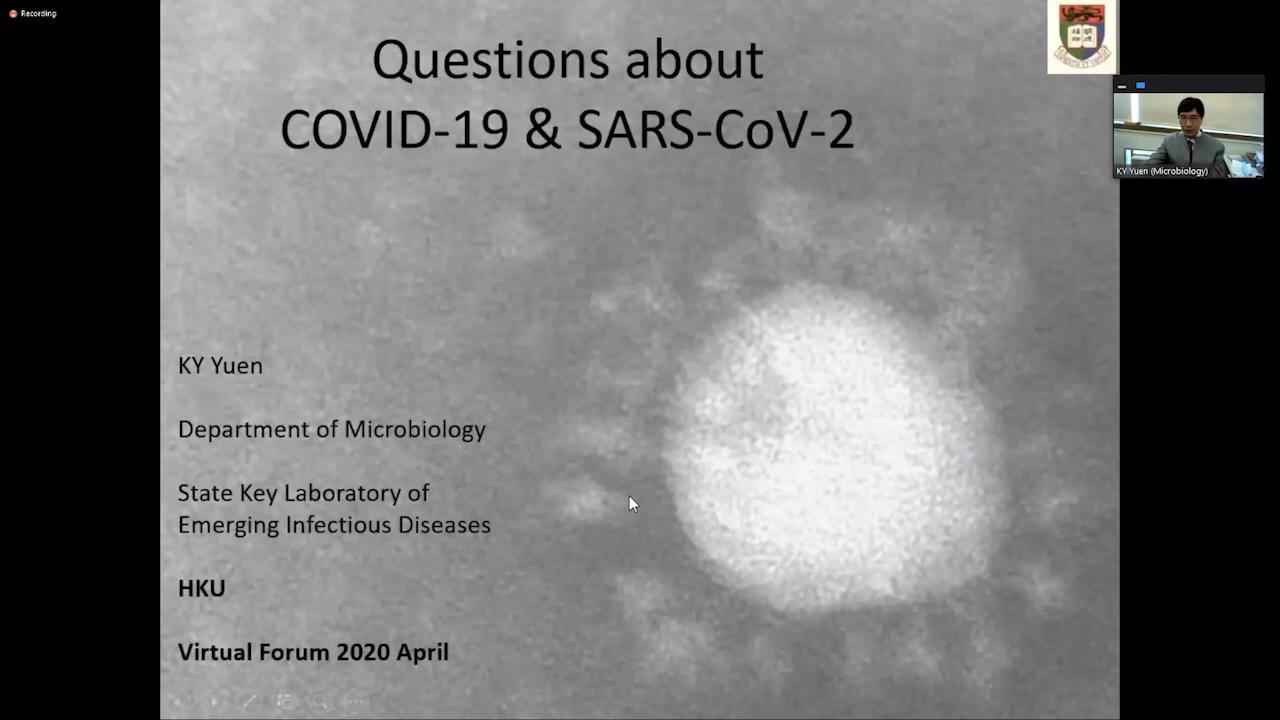 Recording
Questions about
COVID-19 & SARS-CoV-2
KY Yuen (Microbiology)
KY Yuen
Department of Microbiology
State Key Laboratory of
Emerging Infectious Diseases
HKU
Virtual Forum 2020 April